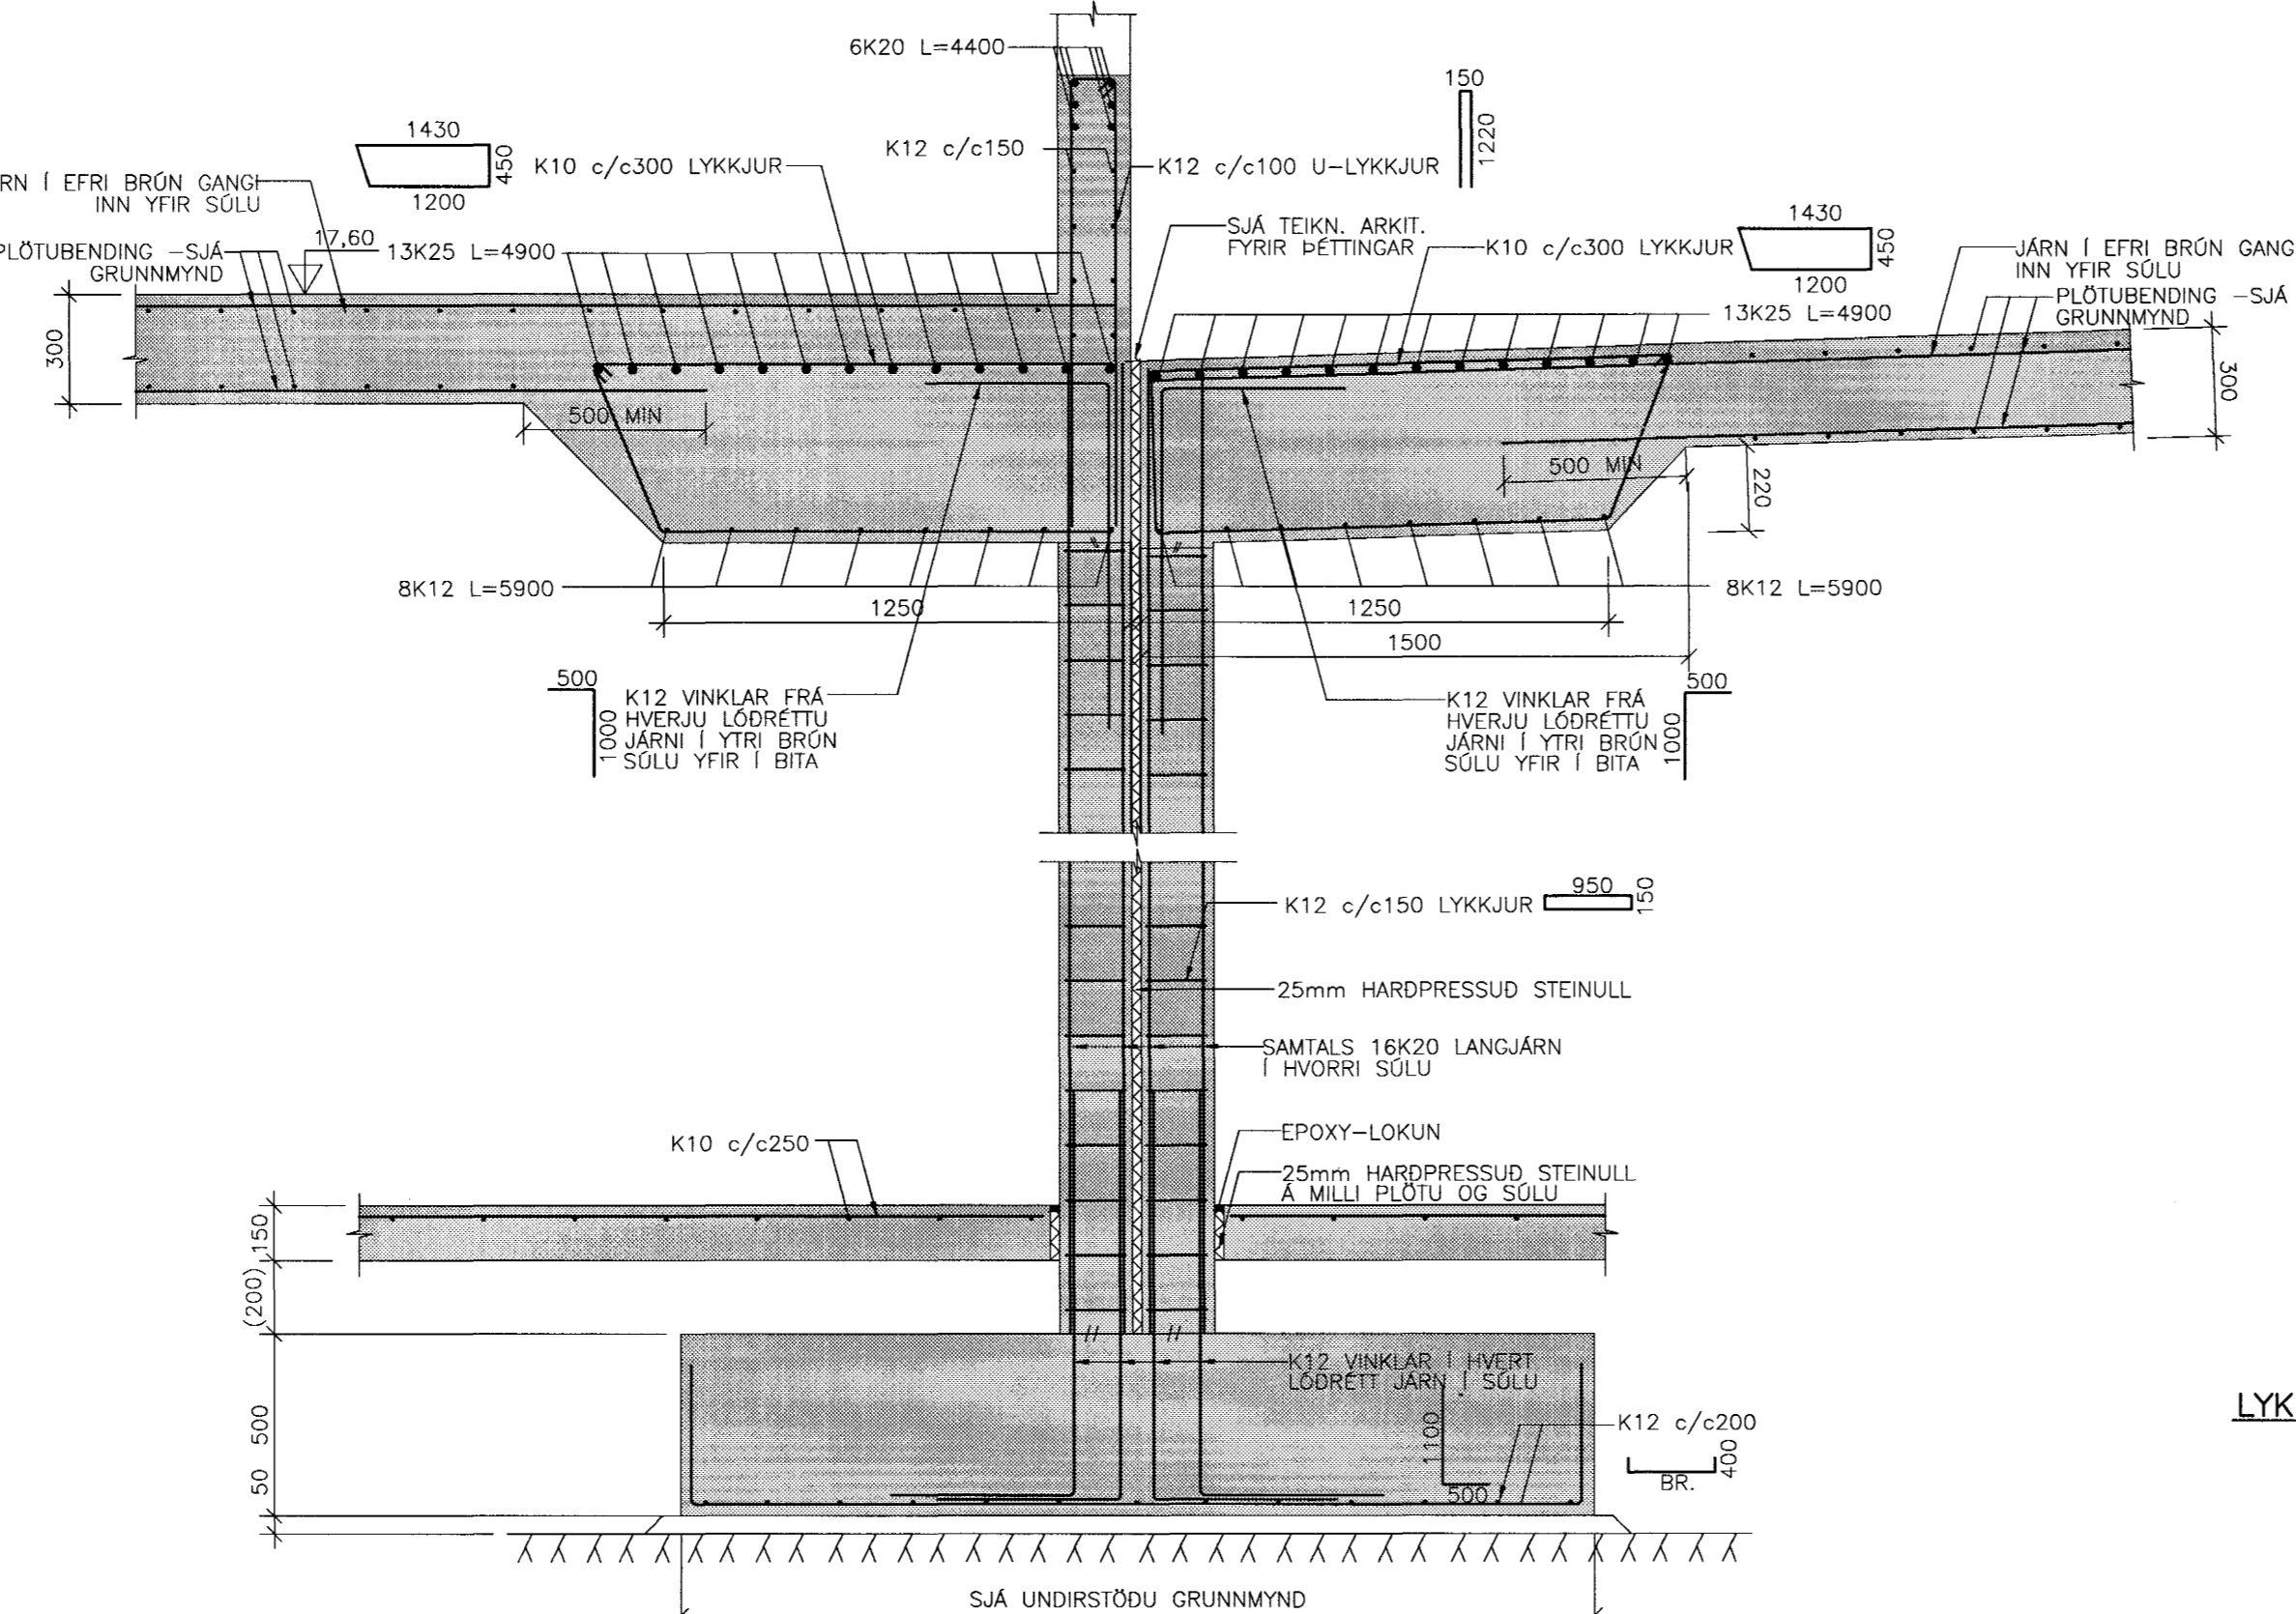 6K20 L=4400
150
1220
1430
450
1200
K10 c/c300 LYKKJUR
K12 c/c150
K12 c/c100 U-LYKKJUR
RN Í EFRI BRÚN GANGI
INN YFIR SÚLU
PLÖTUBENDING -SJÁ
GRUNNMYND
17,60
13K25 L=4900
SJÁ TEIKN. ARKIT.
FYRIR ÞÉTTINGAR
K10 c/c300 LYKKJUR
1430
450
1200
JÁRN Í EFRI BRÚN GANG
INN YFIR SÚLU
PLÖTUBENDING -SJÁ
GRUNNMYND
13K25 L=4900
300
300
500 MIN
500 MIN
220
8K12 L=5900
8K12 L=5900
1250
1250
1500
500
1000
K12 VINKLAR FRÁ
HVERJU LÓÐRÉTTU
JÁRNI Í YTRI BRÚN
SÚLU YFIR Í BITA
K12 VINKLAR FRÁ
HVERJU LÓÐRÉTTU
JÁRNI Í YTRI BRÚN
SÚLU YFIR Í BITA
500
1000
K12 c/c150 LYKKJUR
950
150
25mm HARÐPRESSUÐ STEINULL
SAMTALS 16K20 LANGJÁRN
Í HVORRI SÚLU
EPOXY-LOKUN
K10 c/c250
25mm HARÐPRESSUÐ STEINULL
Á MILLI PLÖTU OG SÚLU
150
(200)
500
50
K12 VINKLAR Í HVERT
LÓÐRÉTT JÁRN Í SÚLU
1100
500
K12 c/c200
400
BR.
LYK
SJÁ UNDIRSTÖÐU GRUNNMYND